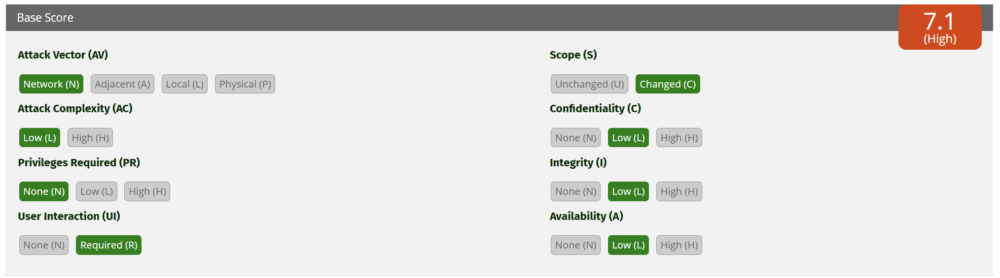 Base Score
7.1
(High)
Attack Vector (AV)
Network (N) Adjacent (A) Local (L) Physical (P)
Attack Complexity (AC)
Low (L) High (H)
Privileges Required (PR)
None (N) Low (L) High (H)
User Interaction (UI)
None (N) Required (R)
Scope (S)
Unchanged (U) Changed (C)
Confidentiality (C)
None (N) Low (L) High (H)
Integrity (I)
None (N) Low (L) High (H)
Availability (A)
None (N) Low (L) High (H)